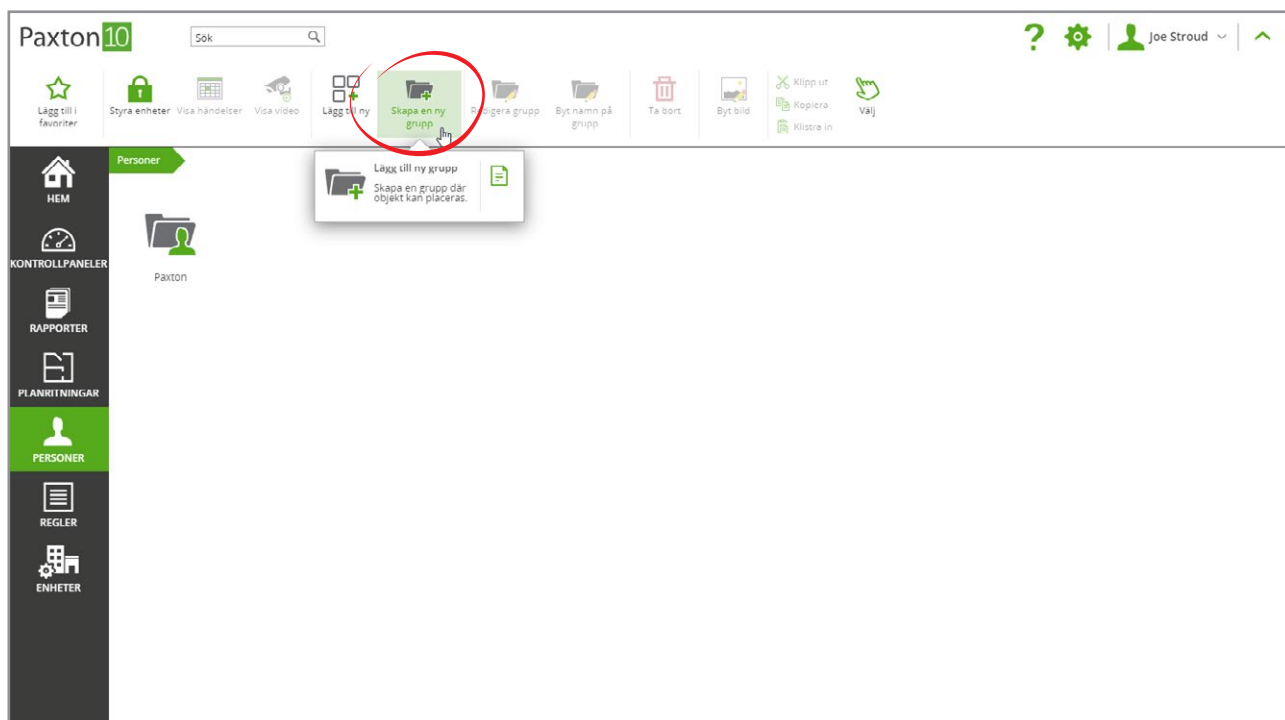 Paxton10
Sök
Joe Stroud
Lägg till i
favoriter
Styra enheter
Visa händelser
Visa video
Lägg till ny
Skapa en ny
grupp
Redigera grupp
Byt namn på
grupp
Ta bort
Byt bild
Klipp ut
Kopiera
Klistra in
Välj
Personer
Lägg till ny grupp
Skapa en grupp där
objekt kan placeras.
HEM
KONTROLLPANELER
RAPPORTER
PLANRITNINGAR
PERSONER
REGLER
ENHETER
Paxton